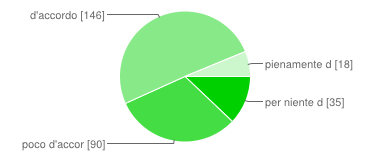 d'accordo [146]
pienamente d [18]
per niente d [35]
poco d'accor [90]